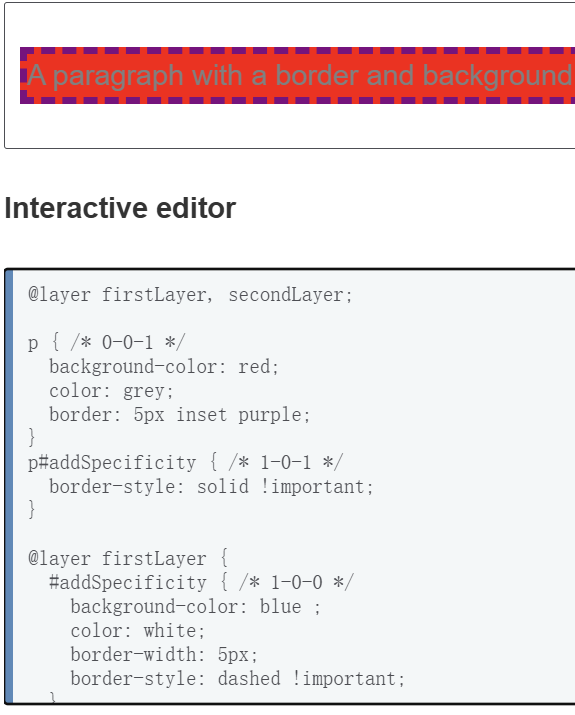 A paragraph with a border and background
Interactive editor
@layer firstLayer, secondLayer;
p { /* 0-0-1 */
background-color: red;
color: grey;
border: 5px inset purple;
}
p#addSpecificity { /* 1-0-1 */
border-style: solid !important;
}
@layer firstLayer {
#addSpecificity { /* 1-0-0 */
background-color: blue ;
color: white;
border-width: 5px;
border-style: dashed !important;
}